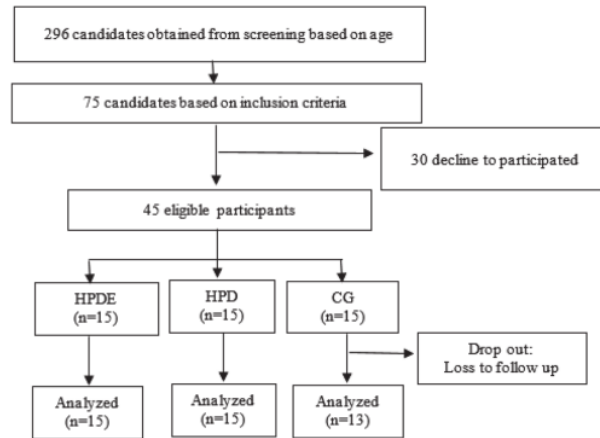 296 candidates obtained from screening based on age
75 candidates based on inclusion criteria
30 decline to participated
45 eligible participants
HPDE
(n=15)
HPD
(n=15)
CG
(n=15)
Drop out:
Loss to follow up
Analyzed
(n=15)
Analyzed
(n=15)
Analyzed
(n=13)